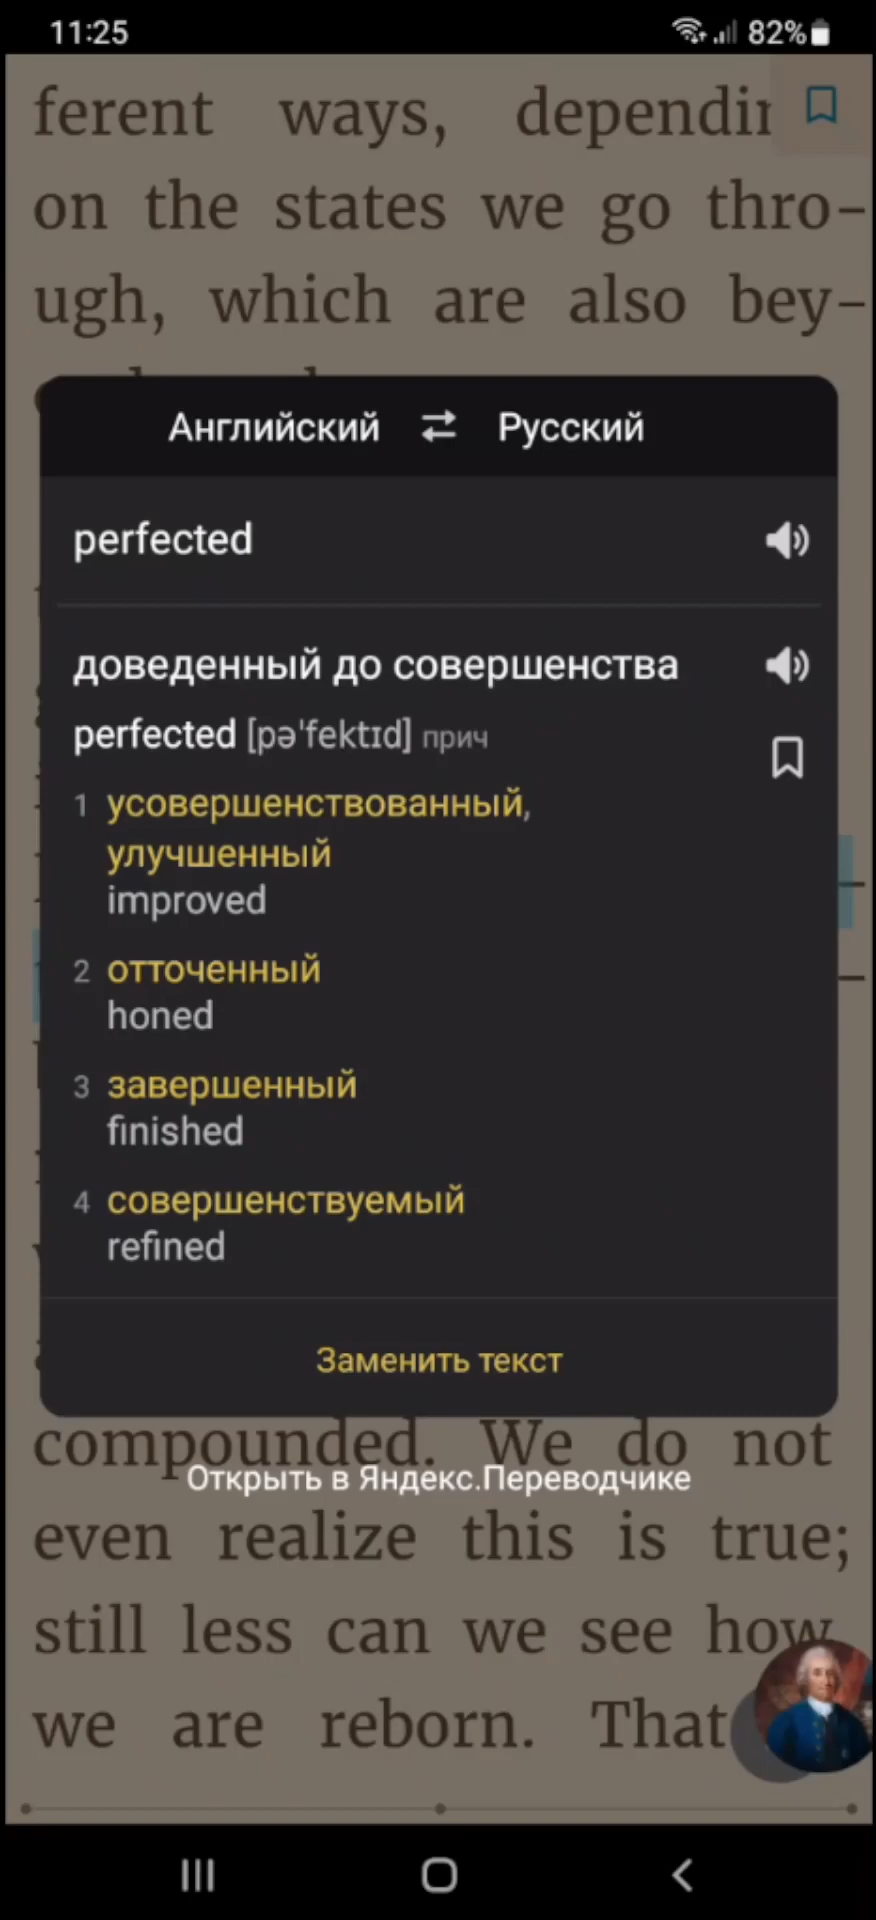 11:25
82%
ferent ways,
on the states we go thro-
ugh, which are also bey-
Английский Русский
perfected
доведенный до совершенства
perfected [pə'fektɪd] прич
1 усовершенствованный,
улучшенный
improved
2 отточенный
honed
3 завершенный
finished
4 совершенствуемый
refined
Заменить текст
compounded. We do not
Открыть в Яндекс.Переводчике
even realize this is true;
still less can we see how
we are reborn. That